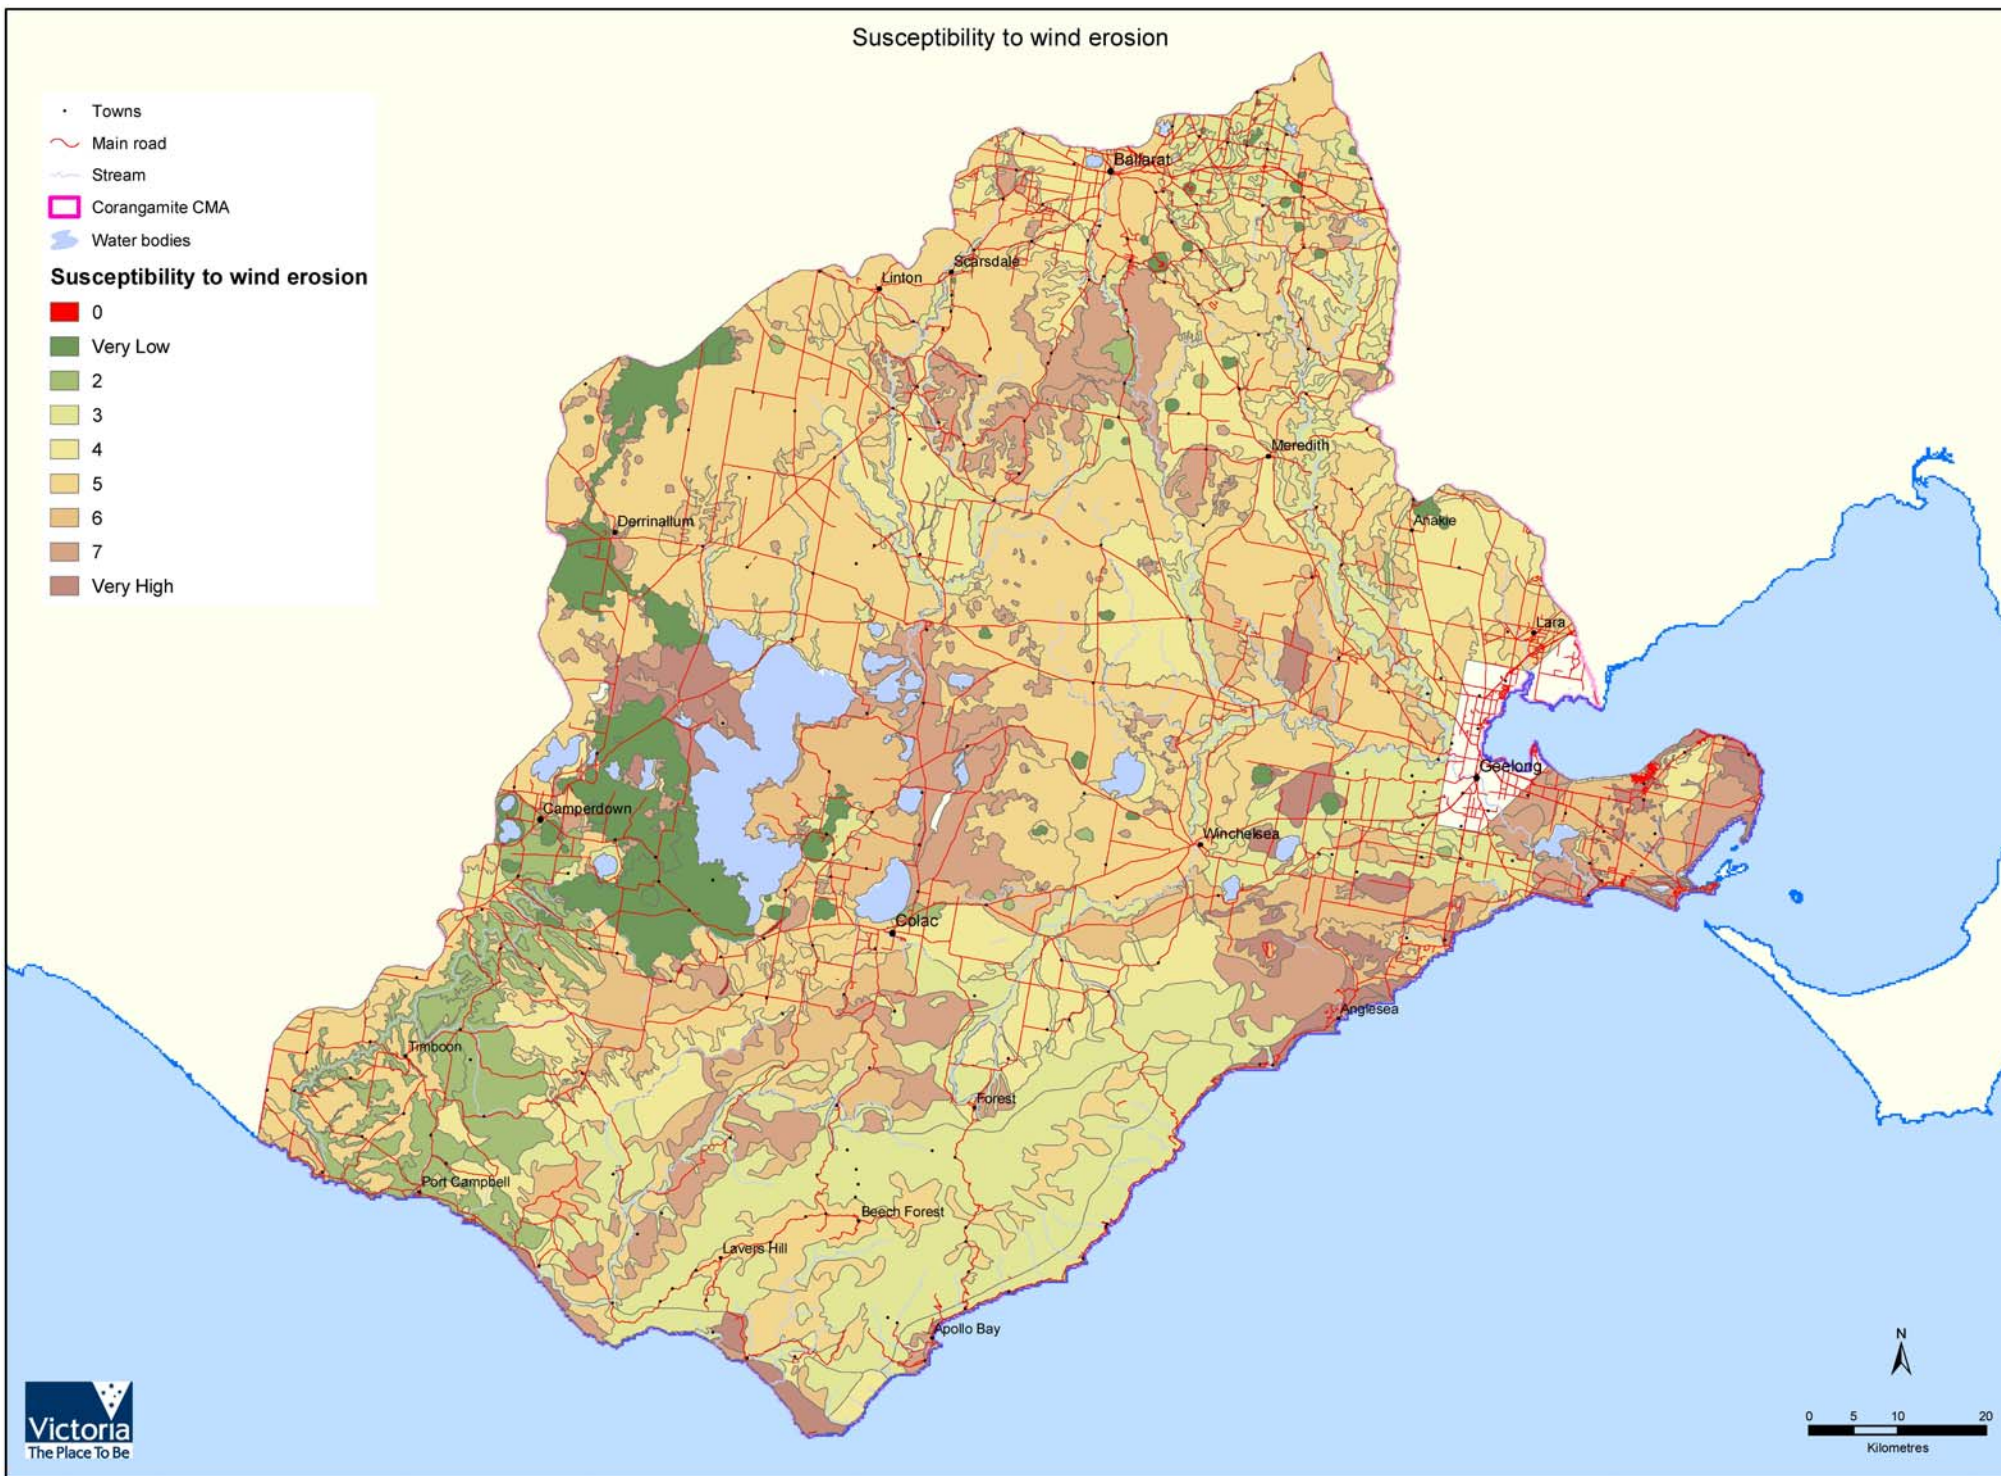 Susceptibility to wind erosion
Towns
Main road
Stream
Corangamite CMA
Water bodies
Susceptibility to wind erosion
0
Very Low
2
3
4
5
6
7
Very High
Ballarat
Scarsdale
Linton
Meredith
Derrinallum
Anakie
Lara
Geelong
Camperdown
Winchelsea
Colac
Anglesea
Timboon
Forest
Port Campbell
Beech Forest
Lavers Hill
Apollo Bay
N
0 5 10 20
Kilometres
Victoria
The Place To Be